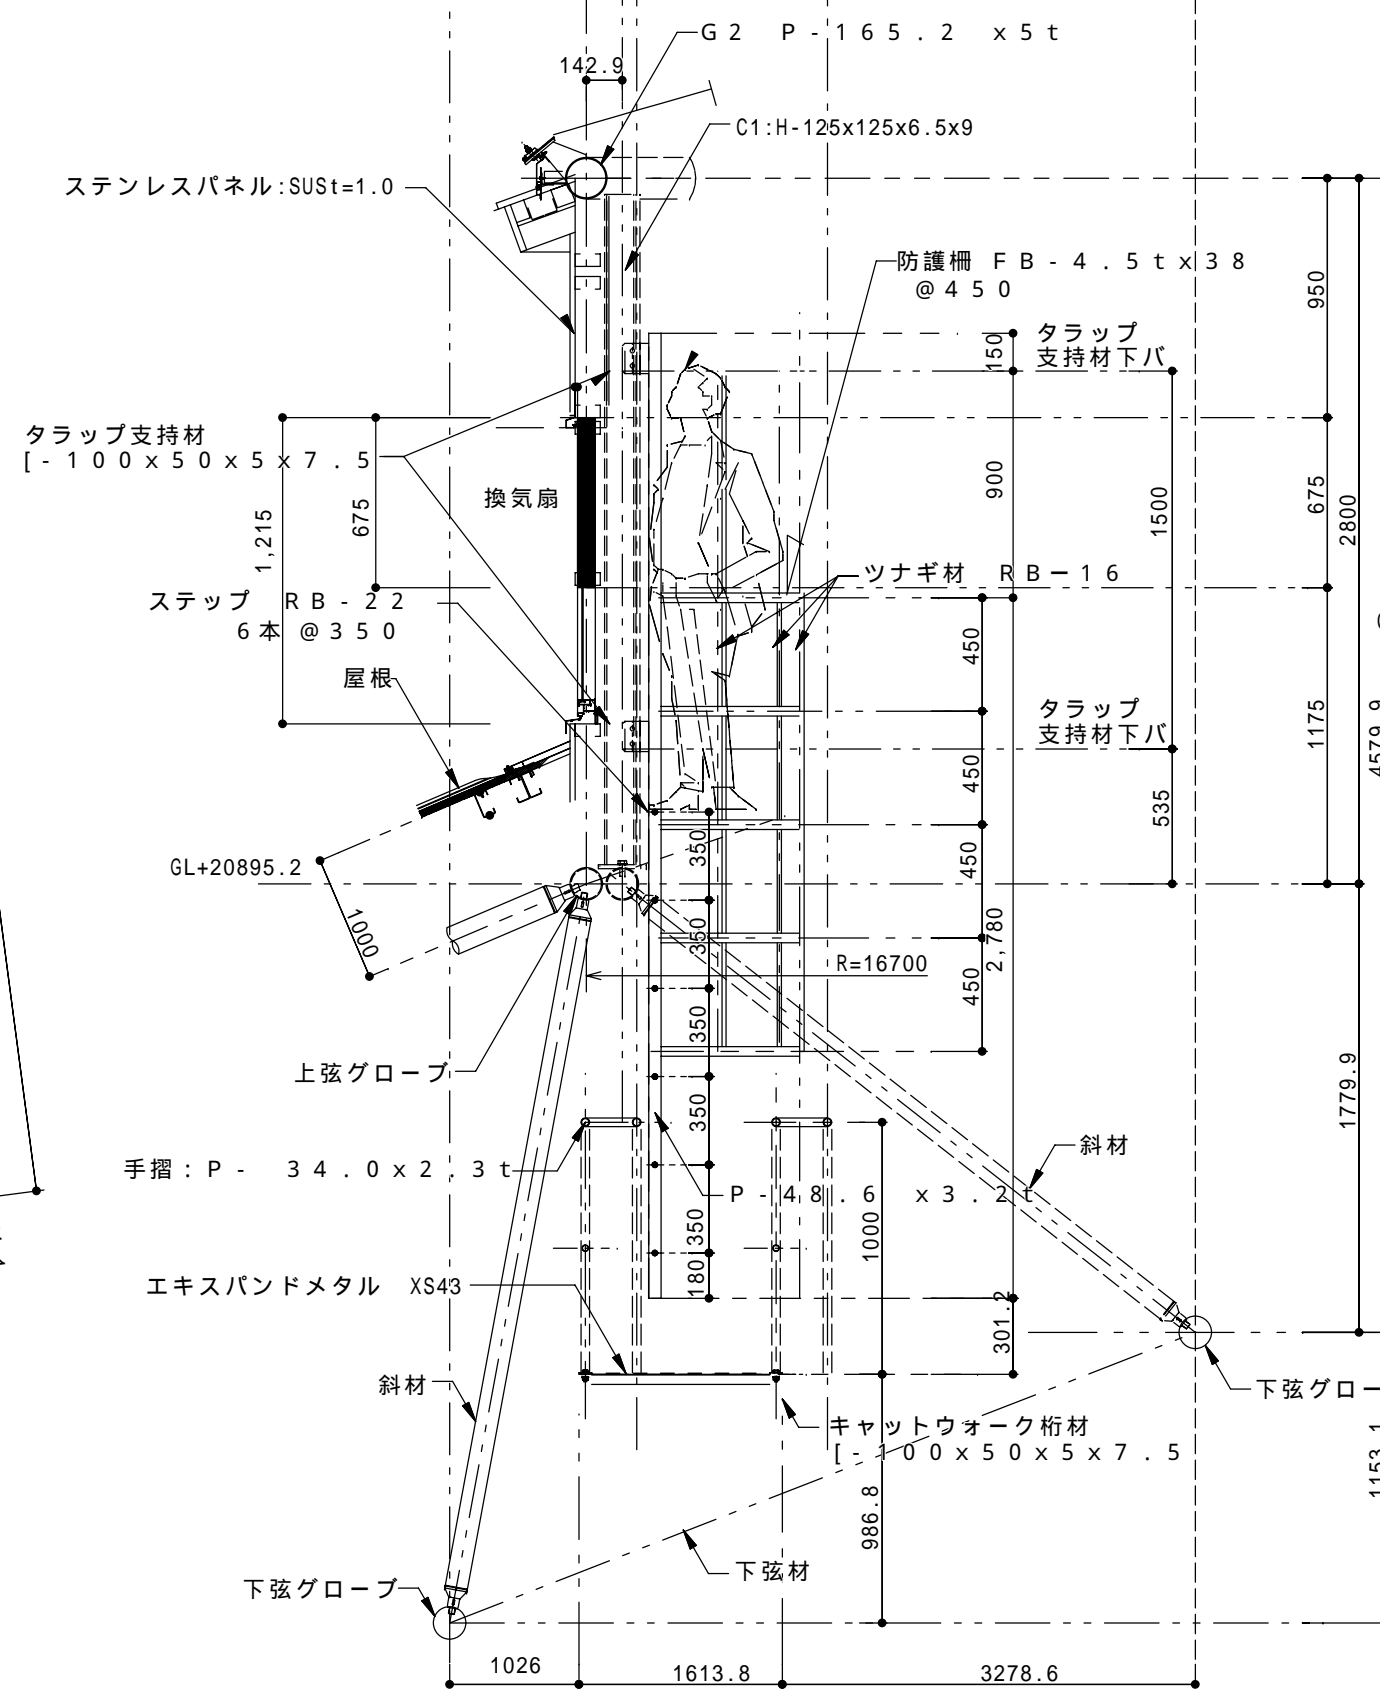 G2 P-165.2 x5t
142.9
C1:H-125x125x6.5x9
ステンレスパネル:SUSt=1.0
防護柵 FB-4.5tx38
@450
950
150
タラップ
支持材下バ
タラップ支持材
[-100x50x5x7.5
換気扇
1,215
675
900
1500
675
2800
ツナギ材 RB-16
ステップ RB-22
6本 @350
屋根
450
タラップ
支持材下バ
1175
4579.9
450
535
350
GL+20895.2
450
1000
350
2,780
R=16700
450
350
上弦グローブ
350
1779.9
斜材
手摺:P- 34.0x2.3t
P-48.6 x3.2t
350
1000
180
エキスパンドメタル XS43
301.2
斜材
下弦グロー
キャットウォーク桁材
[-100x50x5x7.5
1153.1
986.8
下弦材
下弦グローブ
1026
1613.8
3278.6